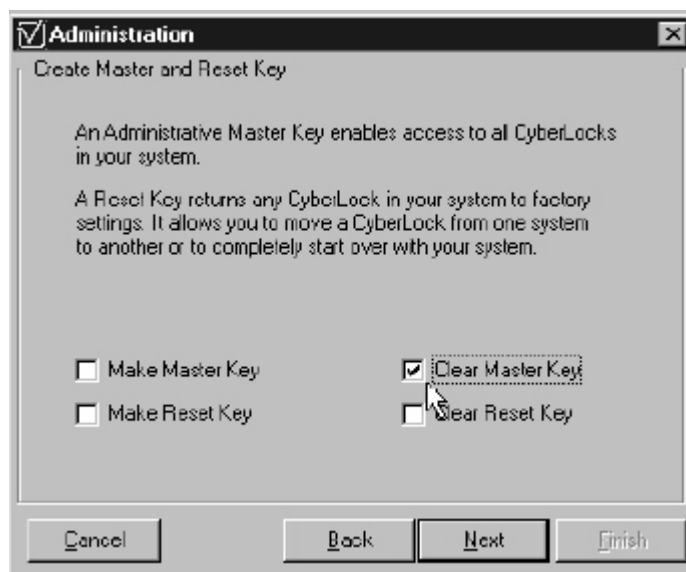 Administration
Create Master and Reset Key
An Administrative Master Key enables access to all CyberLocks
in your system.
A Reset Key returns any CyberLock in your system to factory
settings. It allows you to move a CyberLock from one system
to another or to completely start over with your system.
Make Master Key
Clear Master Key
Make Reset Key
Clear Reset Key
Cancel
Back
Next
Finish